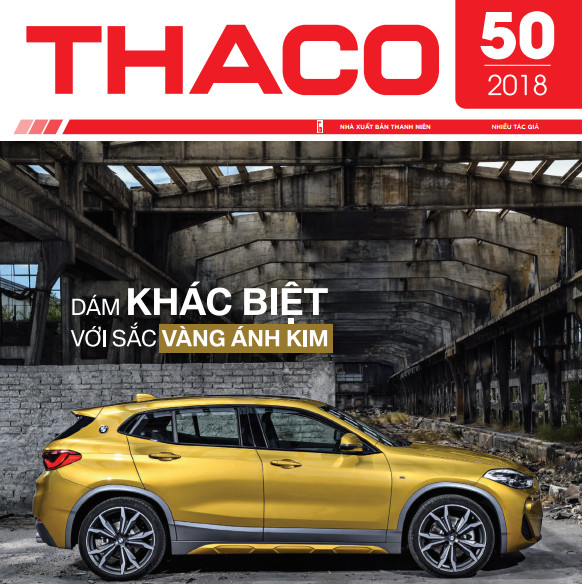 THACO
50
2018
NHÀ XUẤT BẢN THANH NIÊN
NHIỀU TÁC GIẢ
DÁM KHÁC BIỆT
VỚI SẮC VÀNG ÁNH KIM